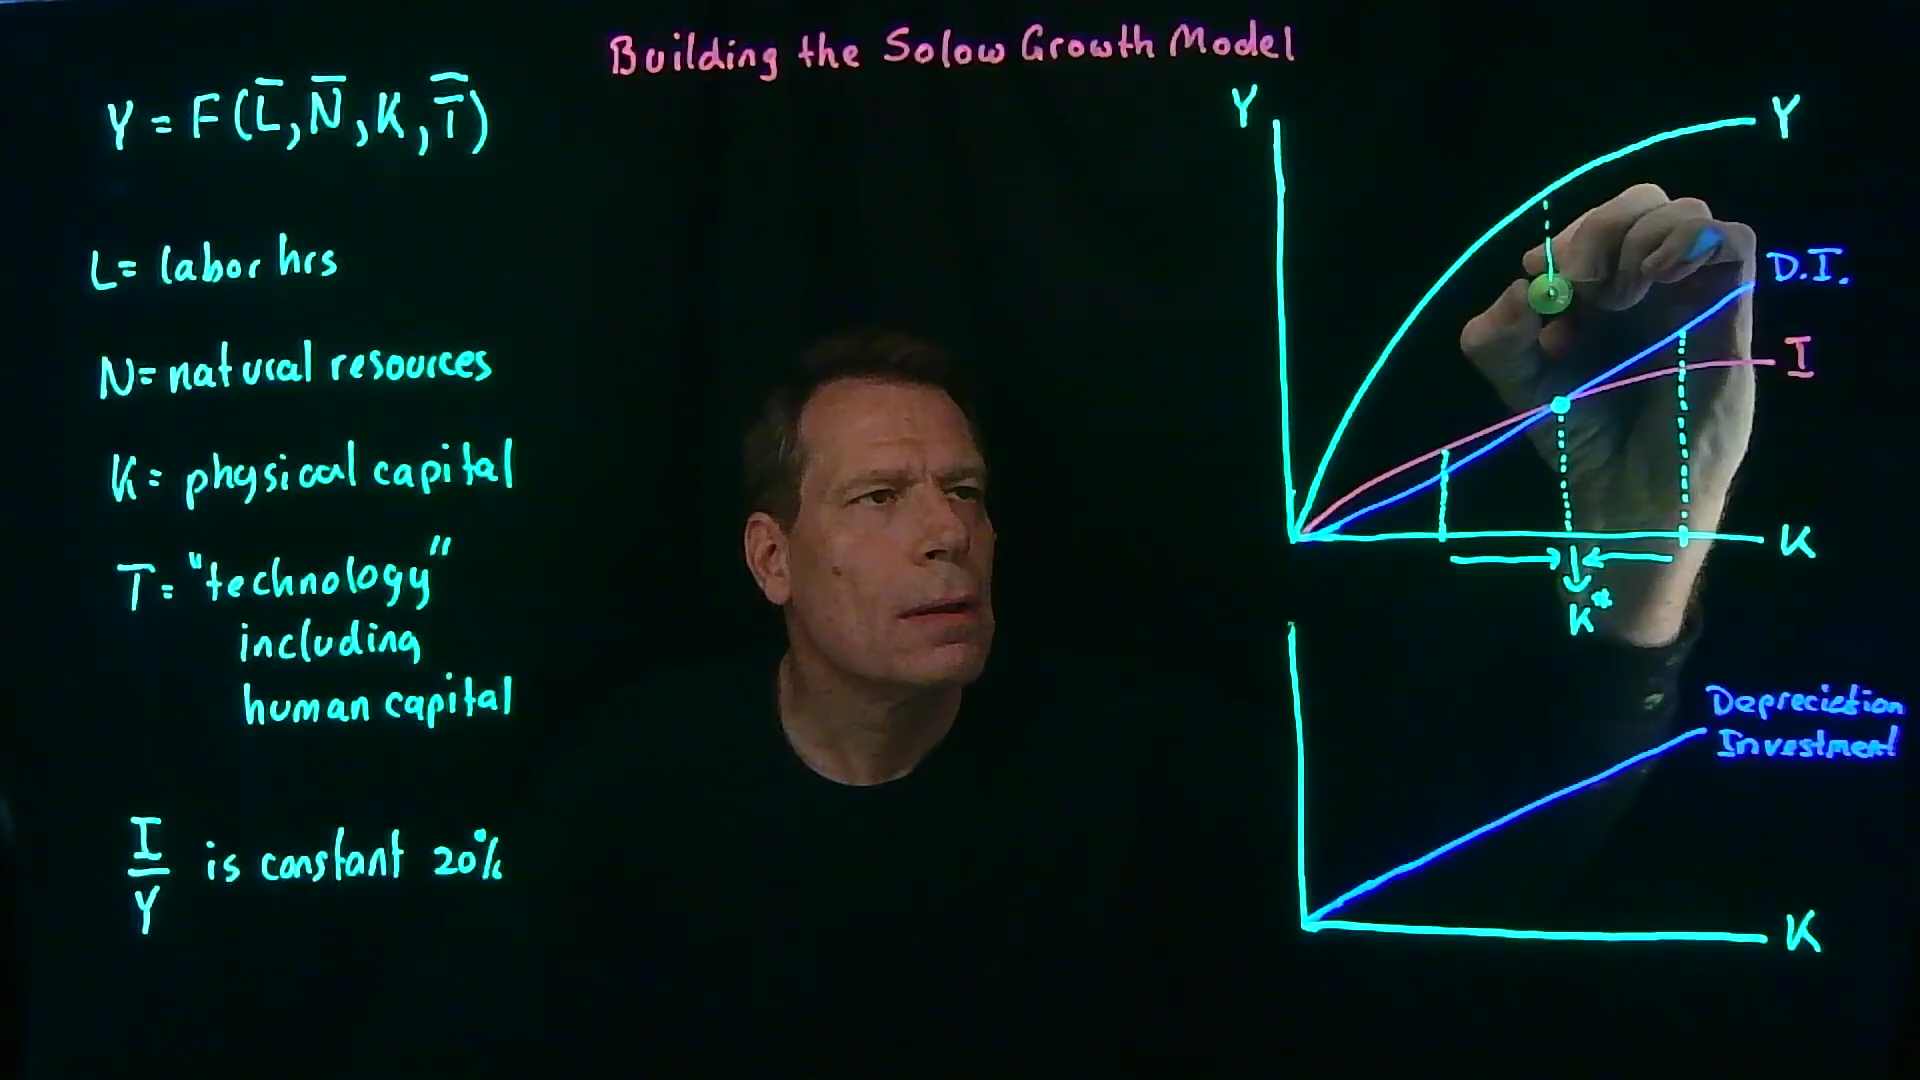 Building the Solow Growth Model
Y = F (L̅, N̅, K, T̅)
L = labor hrs
N = natural resources
K = physical capital
T = "technology"
including
human capital
I
Y
is constant 20%
Y
Y
D.I.
I
K
K*
Depreciation
Investment
K